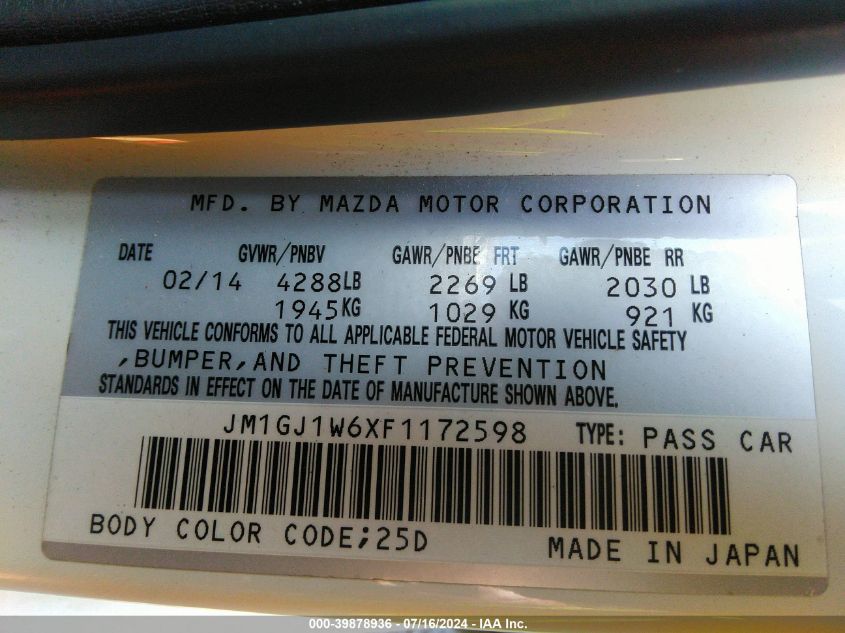 MFD. BY MAZDA MOTOR CORPORATION
DATE GVWR/PNBV GAWR/PNBE FRT GAWR/PNBE RR
02/14 4288LB 2269 LB 2030 LB
1945KG 1029 KG 921 KG
THIS VEHICLE CONFORMS TO ALL APPLICABLE FEDERAL MOTOR VEHICLE SAFETY
,BUMPER,AND THEFT PREVENTION
STANDARDS IN EFFECT ON THE DATE OF MANUFACTURE SHOWN ABOVE.
JM1GJ1W6XF1172598 TYPE: PASS CAR
BODY COLOR CODE;25D MADE IN JAPAN
000-39878936 - 07/16/2024 - © IAA, Inc.